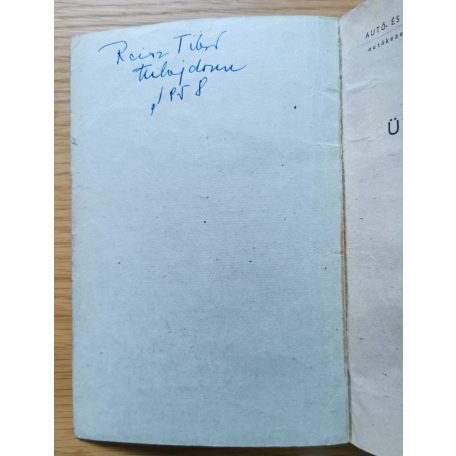 Reisz Tibor
tulajdona
1958
AUTÓ- ÉS
Ü